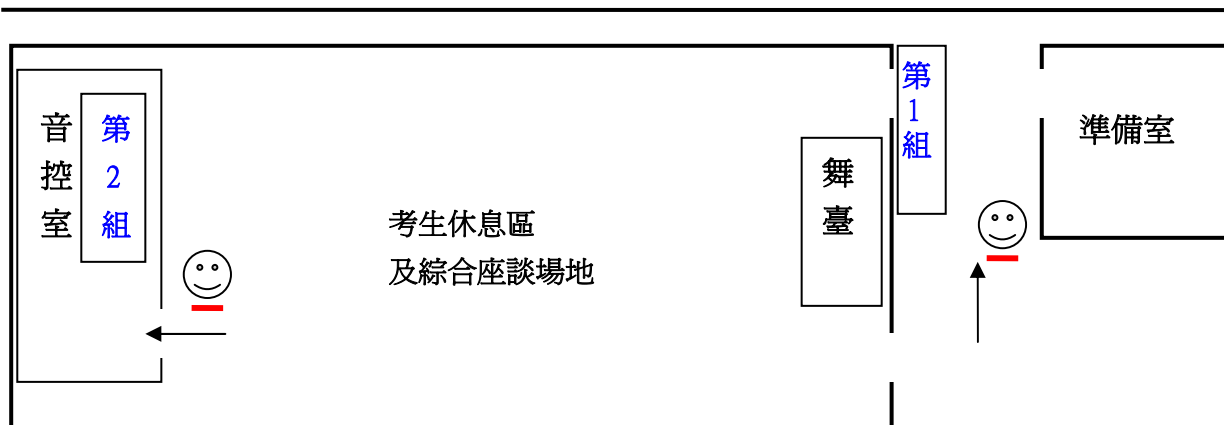 音控室
第2組
考生休息區
及綜合座談場地
舞臺
第1組
準備室